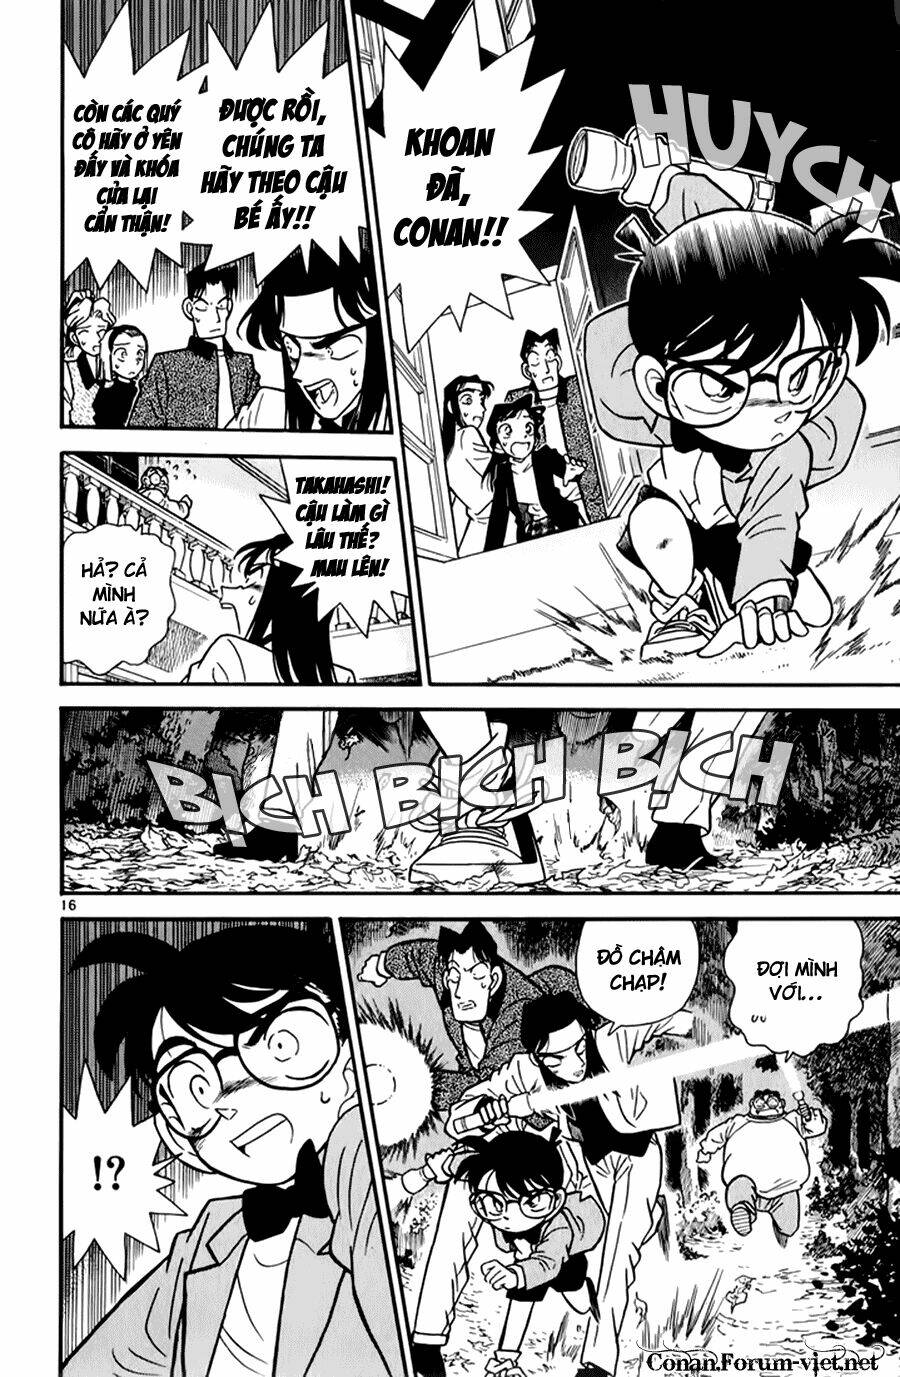 HUỴCH
KHOAN
ĐÃ,
CONAN!!
ĐƯỢC RỒI,
CHÚNG TA
HÃY THEO CẬU
BÉ ẤY!!
CÒN CÁC QUÝ
CÔ HÃY Ở YÊN
ĐẤY VÀ KHÓA
CỬA LẠI
CẨN THẬN!
TAKAHASHI!
CẬU LÀM GÌ
LÂU THẾ?
MAU LÊN!
HẢ? CẢ
MÌNH
NỮA À?
BỊCH BỊCH BỊCH
16
ĐỢI MÌNH
VỚI...
ĐỒ CHẬM
CHẠP!
!?
Conan.Forum-viet.net